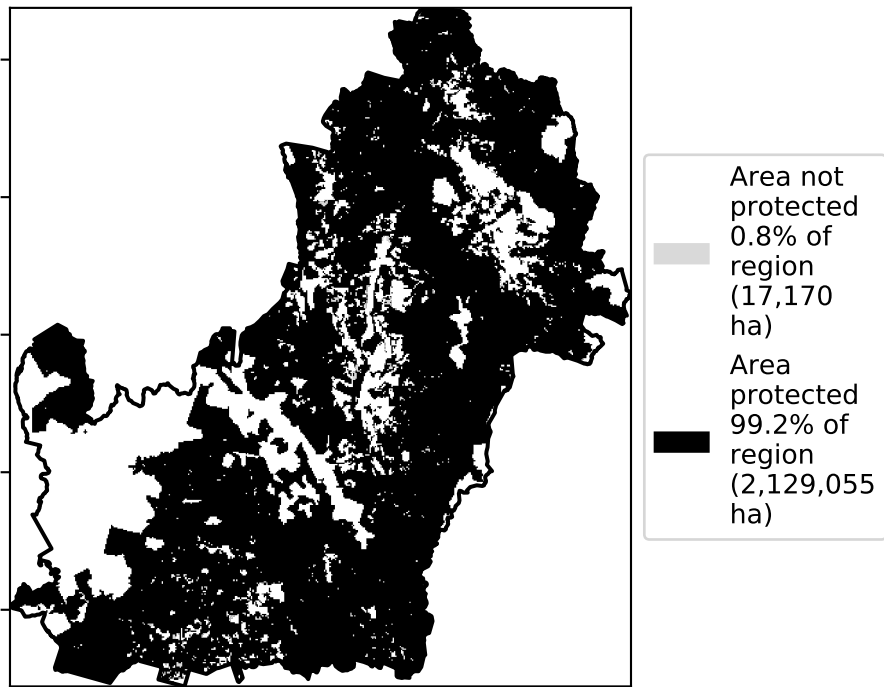 Area not
protected
0.8% of
region
(17,170
ha)
Area
protected
99.2% of
region
(2,129,055
ha)